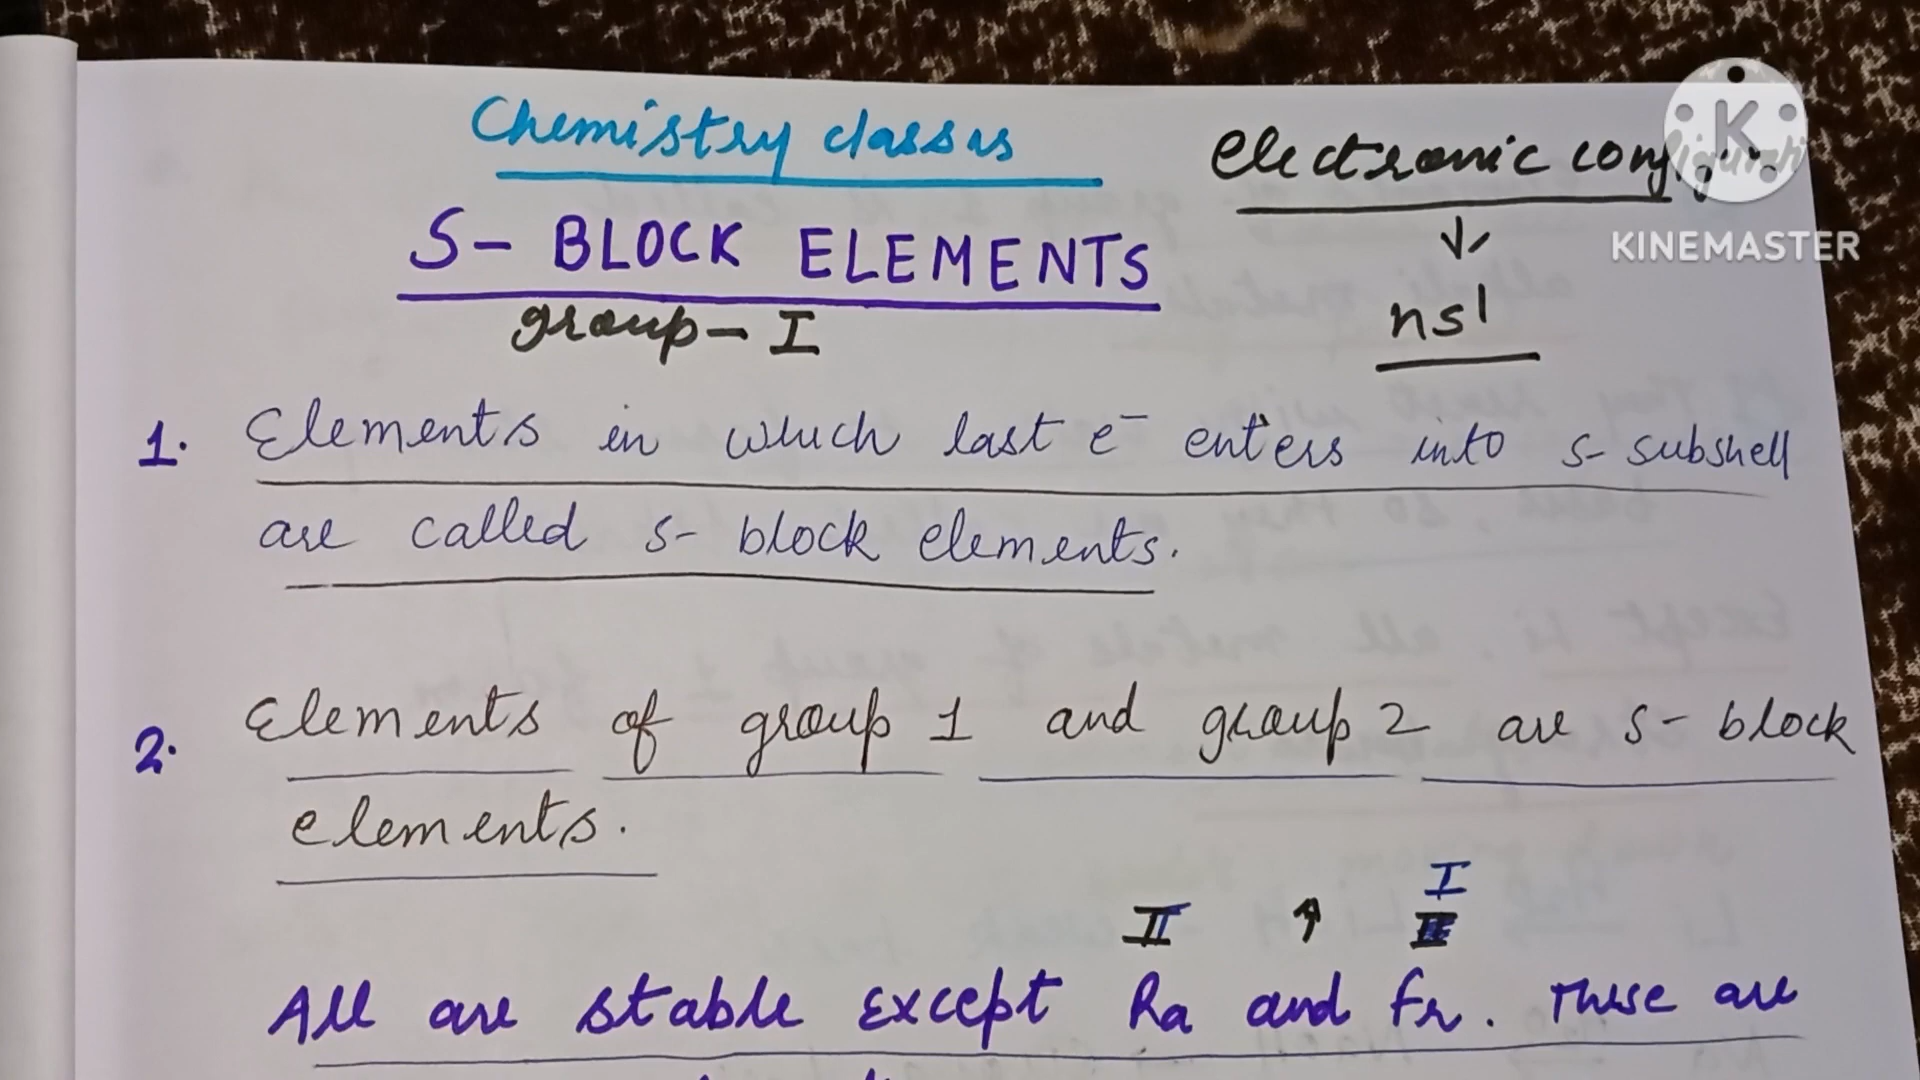 Chemistry classes
electronic config
KINEMASTER
S- BLOCK ELEMENTS
group- I
ns1
1. Elements in which last e⁻ enters into s- subshell
are called s- block elements.
2. Elements of group 1 and group 2 are s- block
elements.
I
II ↑
All are stable except Ra and Fr. These are